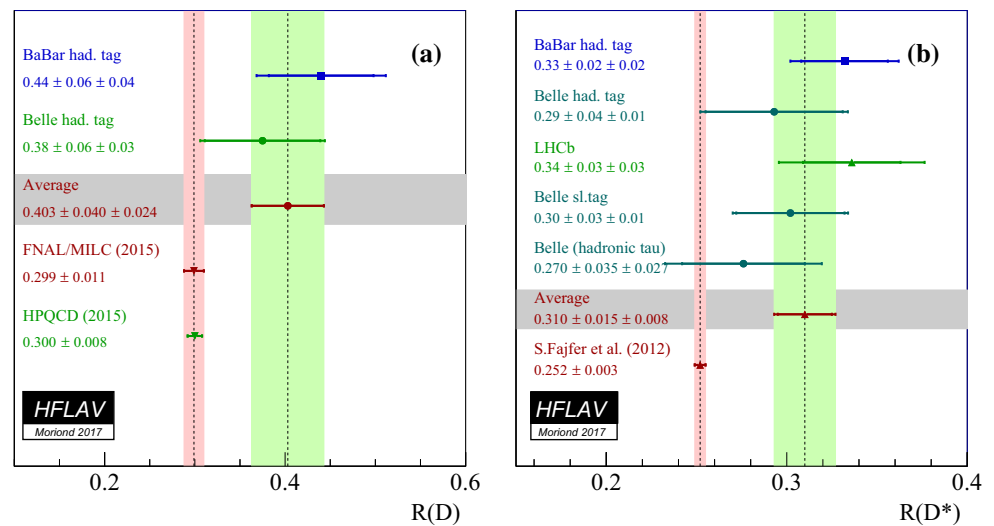 (a)
BaBar had. tag
0.44 ± 0.06 ± 0.04
Belle had. tag
0.38 ± 0.06 ± 0.03
Average
0.403 ± 0.040 ± 0.024
FNAL/MILC (2015)
0.299 ± 0.011
HPQCD (2015)
0.300 ± 0.008
HFLAV
Moriond 2017
0.2 0.4 0.6
R(D)
(b)
BaBar had. tag
0.33 ± 0.02 ± 0.02
Belle had. tag
0.29 ± 0.04 ± 0.01
LHCb
0.34 ± 0.03 ± 0.03
Belle sl.tag
0.30 ± 0.03 ± 0.01
Belle (hadronic tau)
0.270 ± 0.035 ± 0.027
Average
0.310 ± 0.015 ± 0.008
S.Fajfer et al. (2012)
0.252 ± 0.003
HFLAV
Moriond 2017
0.2 0.3 0.4
R(D*)